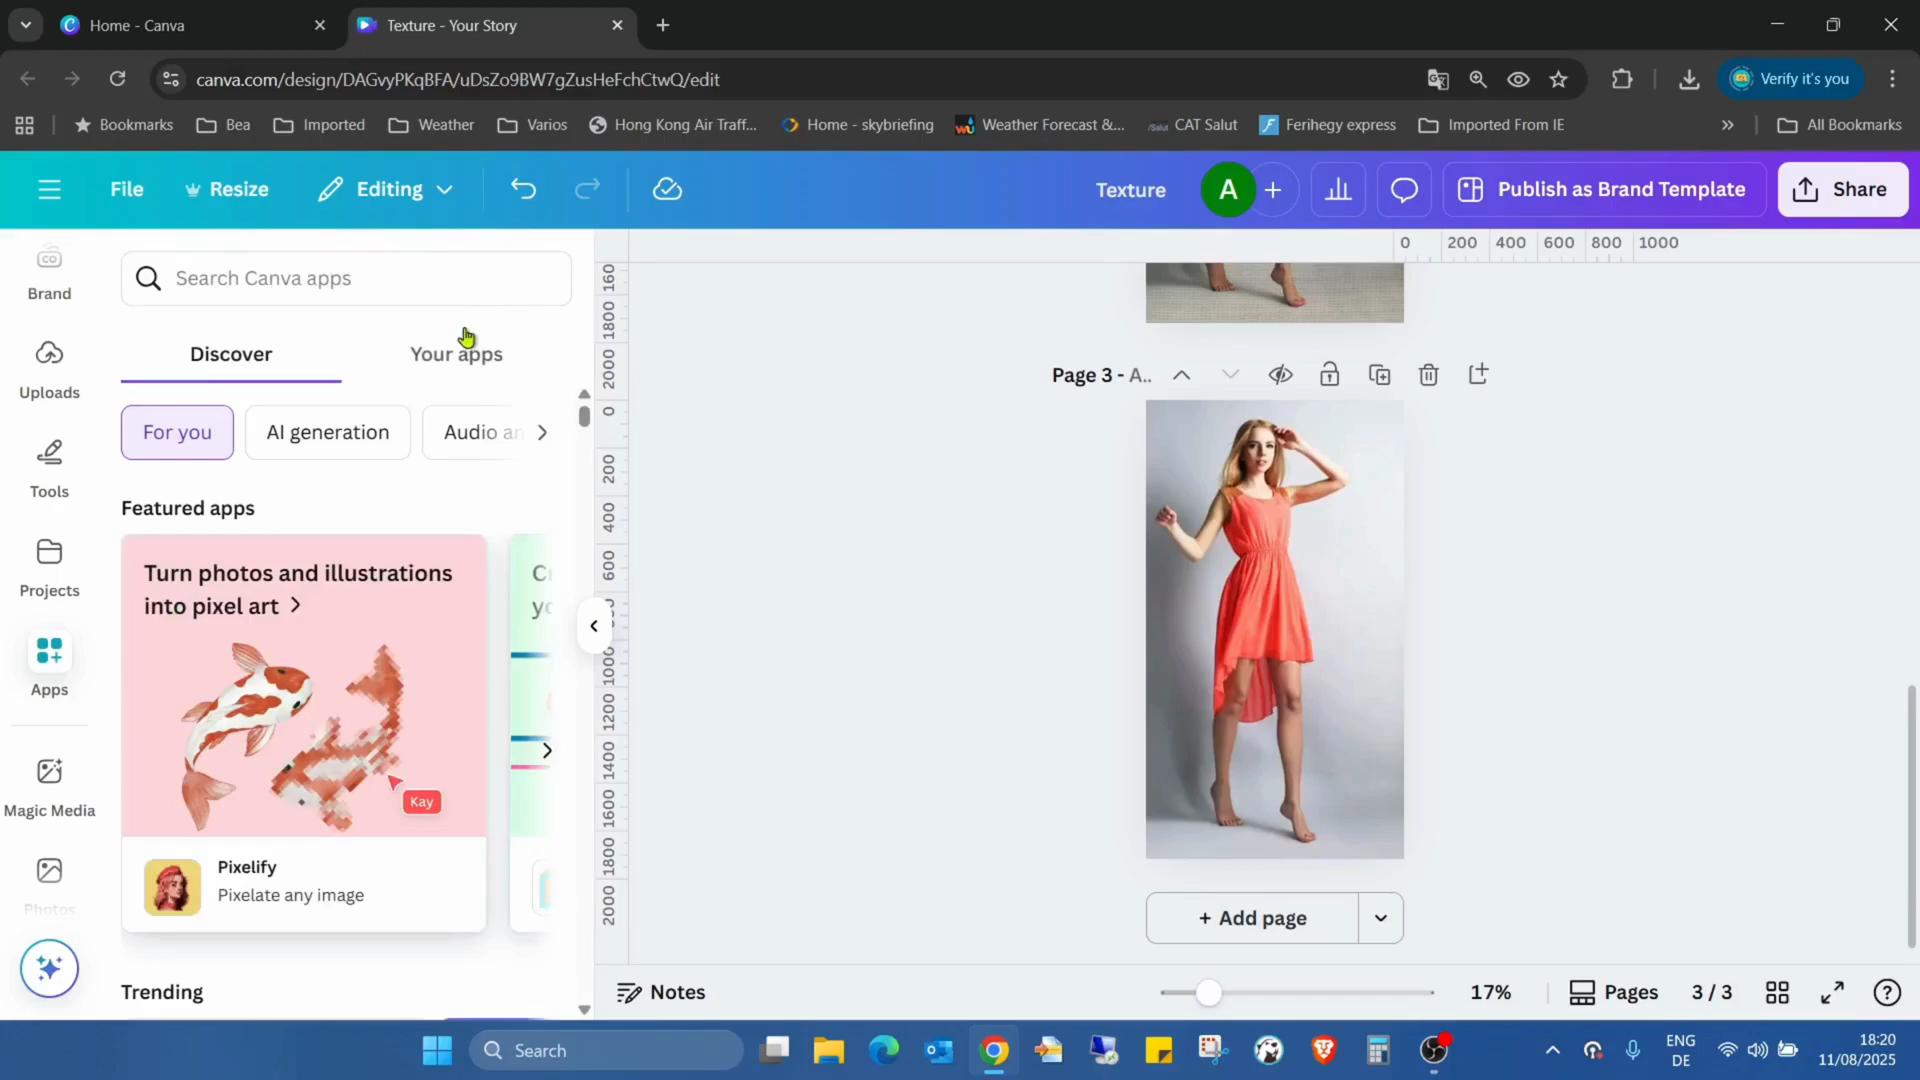 Home - Canva
Texture - Your Story
canva.com/design/DAGvyPKqBFA/uDsZo9BW7gZusHeFchCtwQ/edit
Verify it's you
Bookmarks
Bea
Imported
Weather
Varios
Hong Kong Air Traff...
Home - skybriefing
Weather Forecast &...
CAT Salut
Ferihegy express
Imported From IE
All Bookmarks
File
Resize
Editing
Texture
A
Publish as Brand Template
Share
Brand
Uploads
Tools
Projects
Apps
Magic Media
Photos
Search Canva apps
Discover
Your apps
For you
AI generation
Audio an
Featured apps
Turn photos and illustrations
into pixel art
Kay
Pixelify
Pixelate any image
Trending
0 200 400 600 800 1000
160
1800
2000
0
200
400
600
1000
1200
1400
1600
1800
2000
Page 3 - A..
+ Add page
Notes
17%
Pages
3 / 3
Search
ENG
DE
18:20
11/08/2025